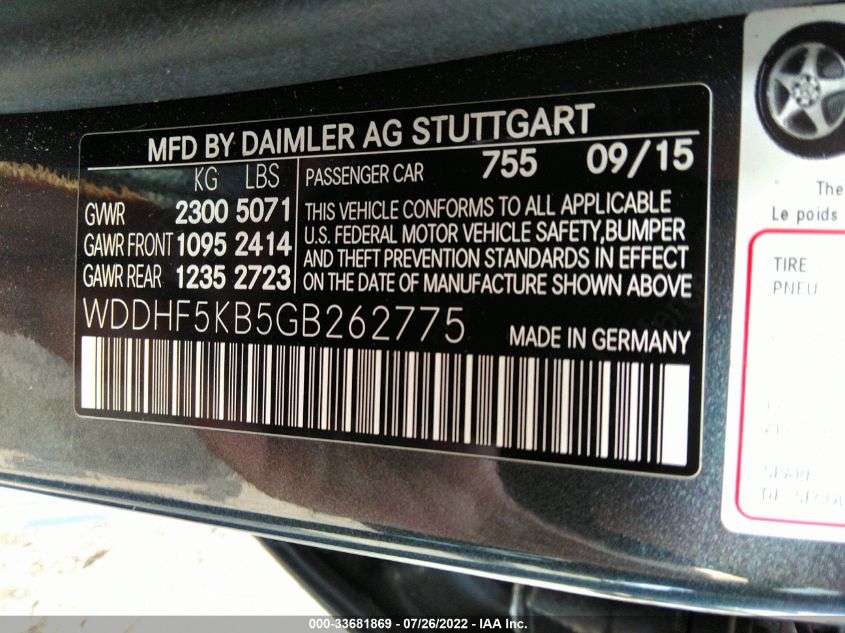 MFD BY DAIMLER AG STUTTGART
KG LBS
GVWR 2300 5071
GAWR FRONT 1095 2414
GAWR REAR 1235 2723
PASSENGER CAR 755 09/15
THIS VEHICLE CONFORMS TO ALL APPLICABLE
U.S. FEDERAL MOTOR VEHICLE SAFETY, BUMPER
AND THEFT PREVENTION STANDARDS IN EFFECT
ON THE DATE OF MANUFACTURE SHOWN ABOVE
WDDHF5KB5GB262775
MADE IN GERMANY
The
Le poids
TIRE
PNEU
SPARE
DE SECOU
000-33681869 - 07/26/2022 - IAA Inc.